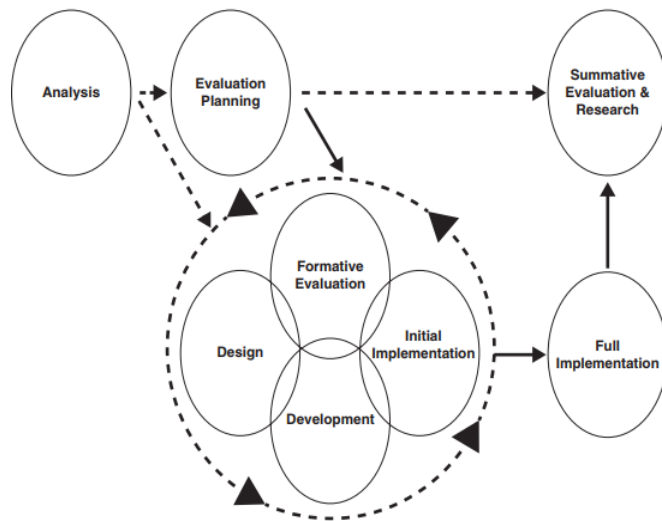 Analysis
Evaluation
Planning
Summative
Evaluation &
Research
Formative
Evaluation
Design
Initial
Implementation
Development
Full
Implementation